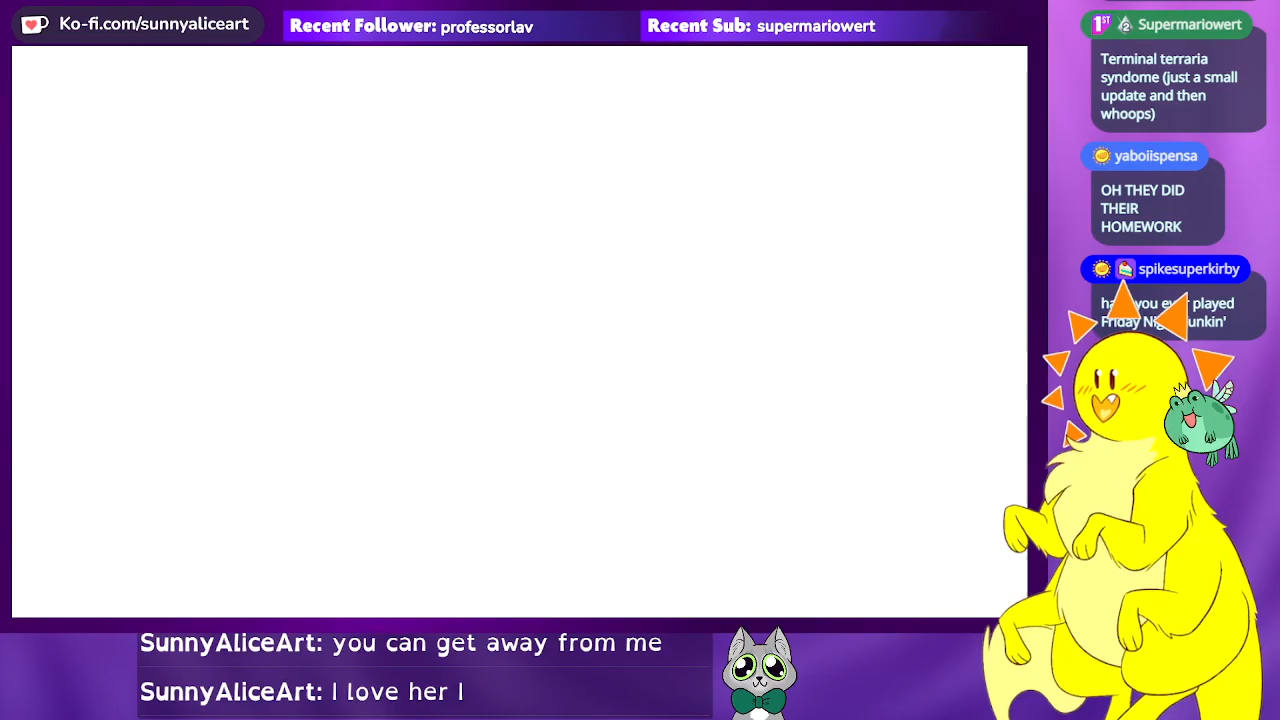 Ko-fi.com/sunnyaliceart
Recent Follower: professorlav
Recent Sub: supermariowert
1ST 2 Supermariowert
Terminal terraria
syndome (just a small
update and then
whoops)
yaboiispensa
OH THEY DID
THEIR
HOMEWORK
spikesuperkirby
you played
Friday
SunnyAliceArt: you can get away from me
SunnyAliceArt: I love her I